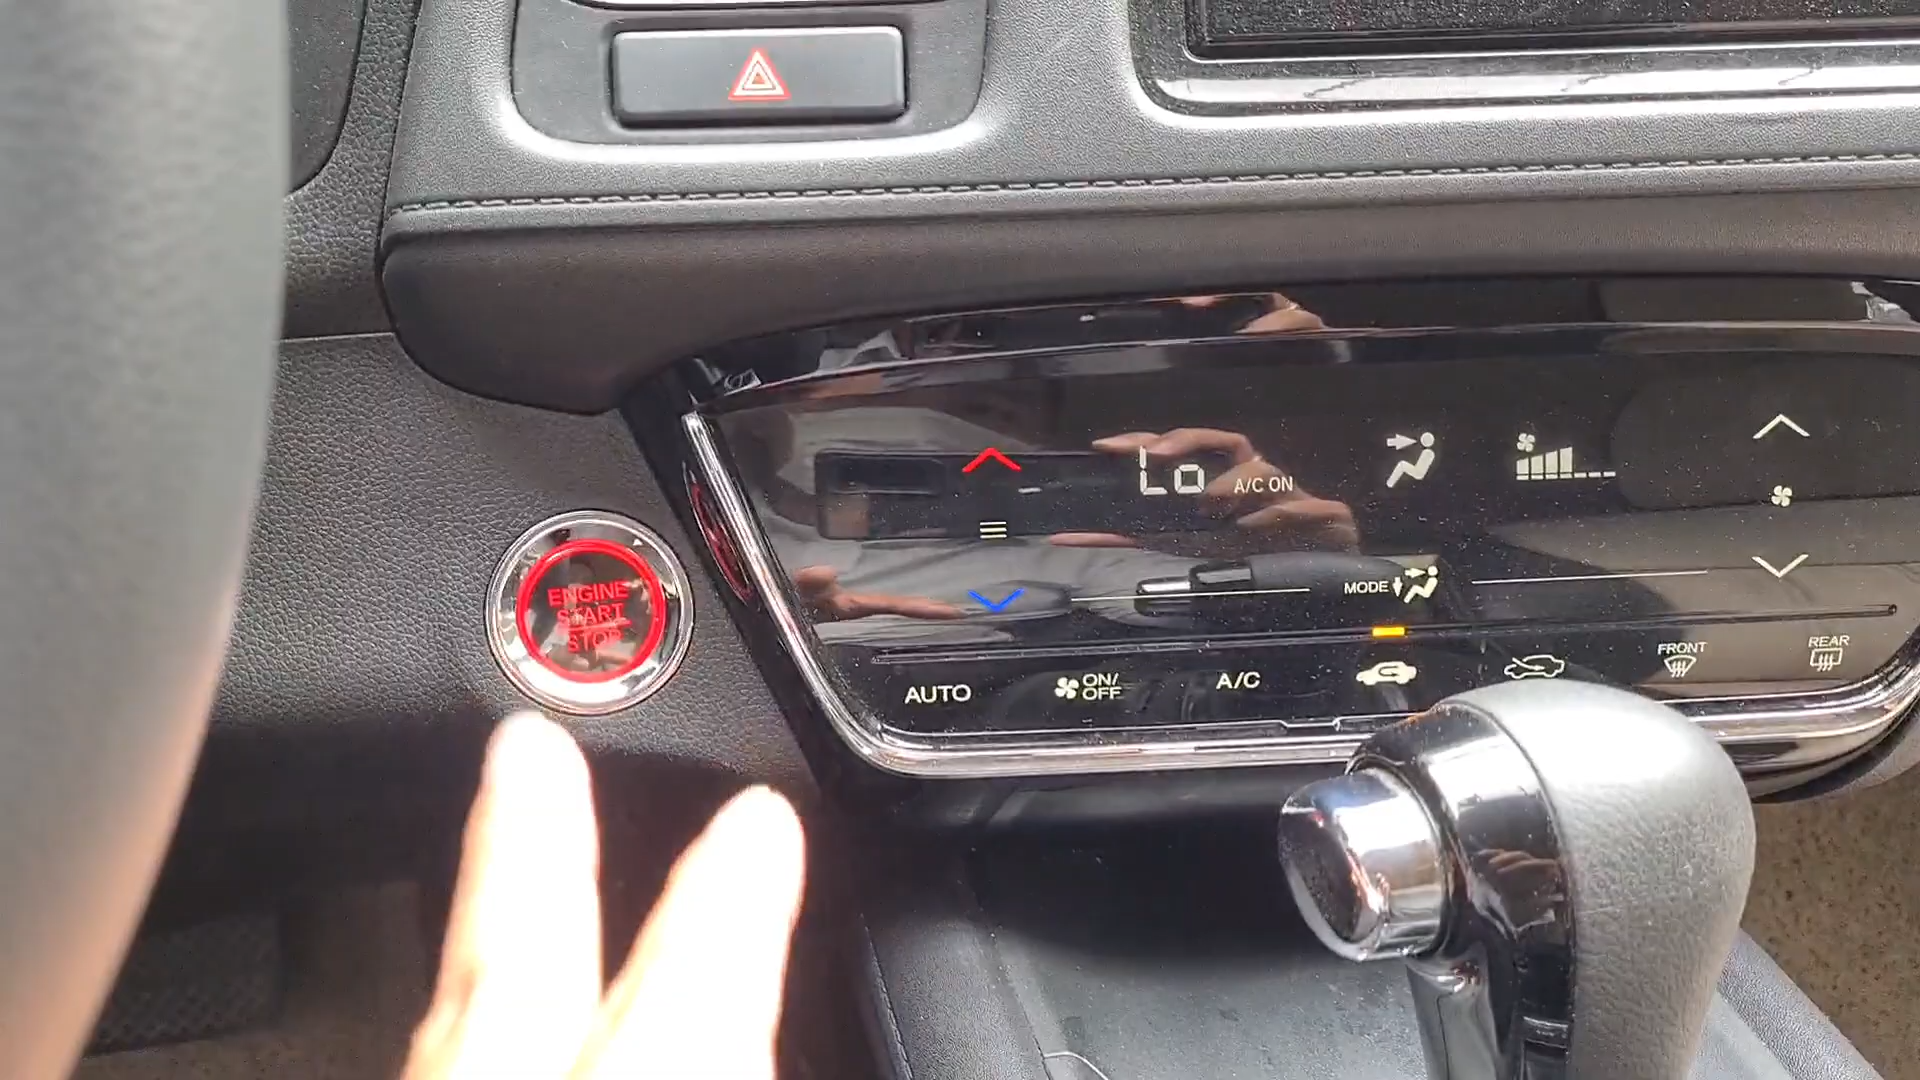 Lo A/C ON
ENGINE
START
STOP
MODE
AUTO
ON/
OFF
A/C
FRONT
REAR